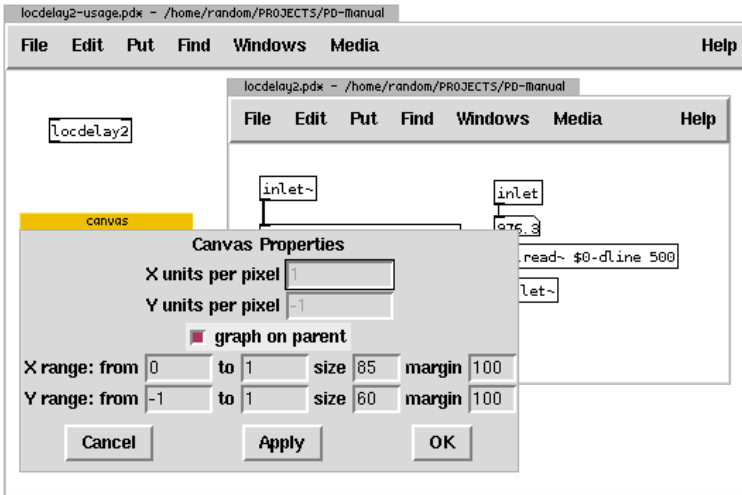 locdelay2-usage.pd* - /home/random/PROJECTS/PD-Manual
File Edit Put Find Windows Media Help
locdelay2
locdelay2.pd* - /home/random/PROJECTS/PD-Manual
File Edit Put Find Windows Media Help
inlet~ inlet
976.3
read~ $0-dline 500
let~
canvas
Canvas Properties
X units per pixel 1
Y units per pixel -1
graph on parent
X range: from 0 to 1 size 85 margin 100
Y range: from -1 to 1 size 60 margin 100
Cancel Apply OK